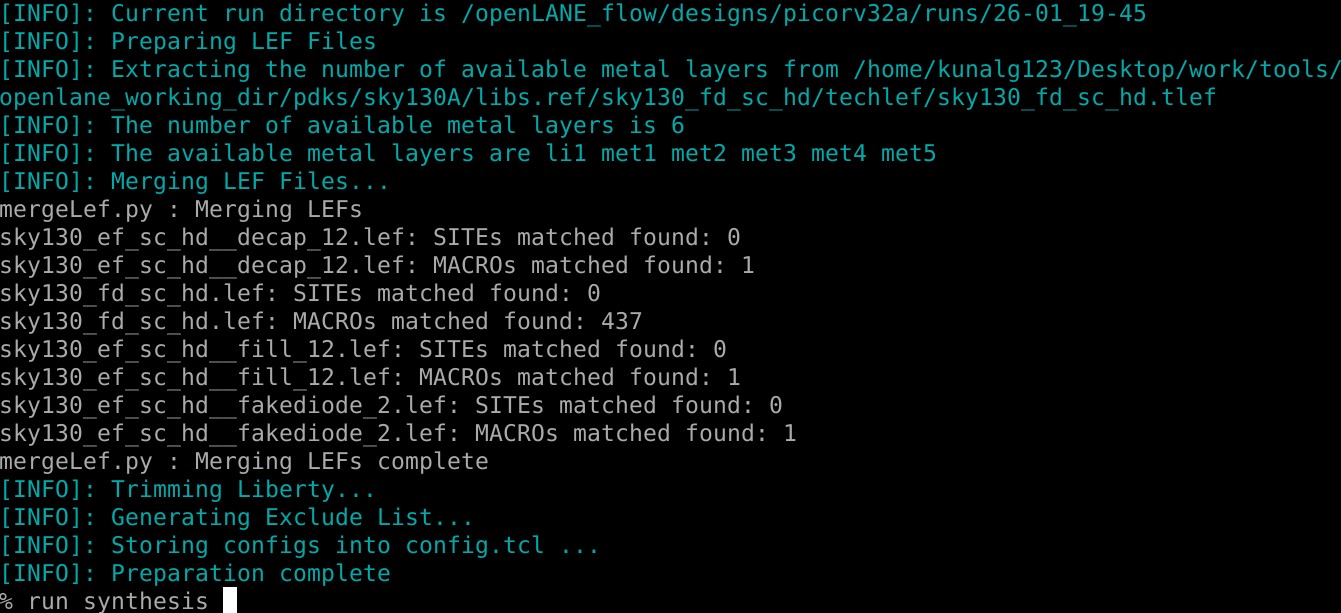 [INFO]: Current run directory is /openLANE_flow/designs/picorv32a/runs/26-01_19-45
[INFO]: Preparing LEF Files
[INFO]: Extracting the number of available metal layers from /home/kunalg123/Desktop/work/tools/
openlane_working_dir/pdks/sky130A/libs.ref/sky130_fd_sc_hd/techlef/sky130_fd_sc_hd.tlef
[INFO]: The number of available metal layers is 6
[INFO]: The available metal layers are li1 met1 met2 met3 met4 met5
[INFO]: Merging LEF Files...
mergeLef.py : Merging LEFs
sky130_ef_sc_hd__decap_12.lef: SITEs matched found: 0
sky130_ef_sc_hd__decap_12.lef: MACROs matched found: 1
sky130_fd_sc_hd.lef: SITEs matched found: 0
sky130_fd_sc_hd.lef: MACROs matched found: 437
sky130_ef_sc_hd__fill_12.lef: SITEs matched found: 0
sky130_ef_sc_hd__fill_12.lef: MACROs matched found: 1
sky130_ef_sc_hd__fakediode_2.lef: SITEs matched found: 0
sky130_ef_sc_hd__fakediode_2.lef: MACROs matched found: 1
mergeLef.py : Merging LEFs complete
[INFO]: Trimming Liberty...
[INFO]: Generating Exclude List...
[INFO]: Storing configs into config.tcl ...
[INFO]: Preparation complete
% run synthesis